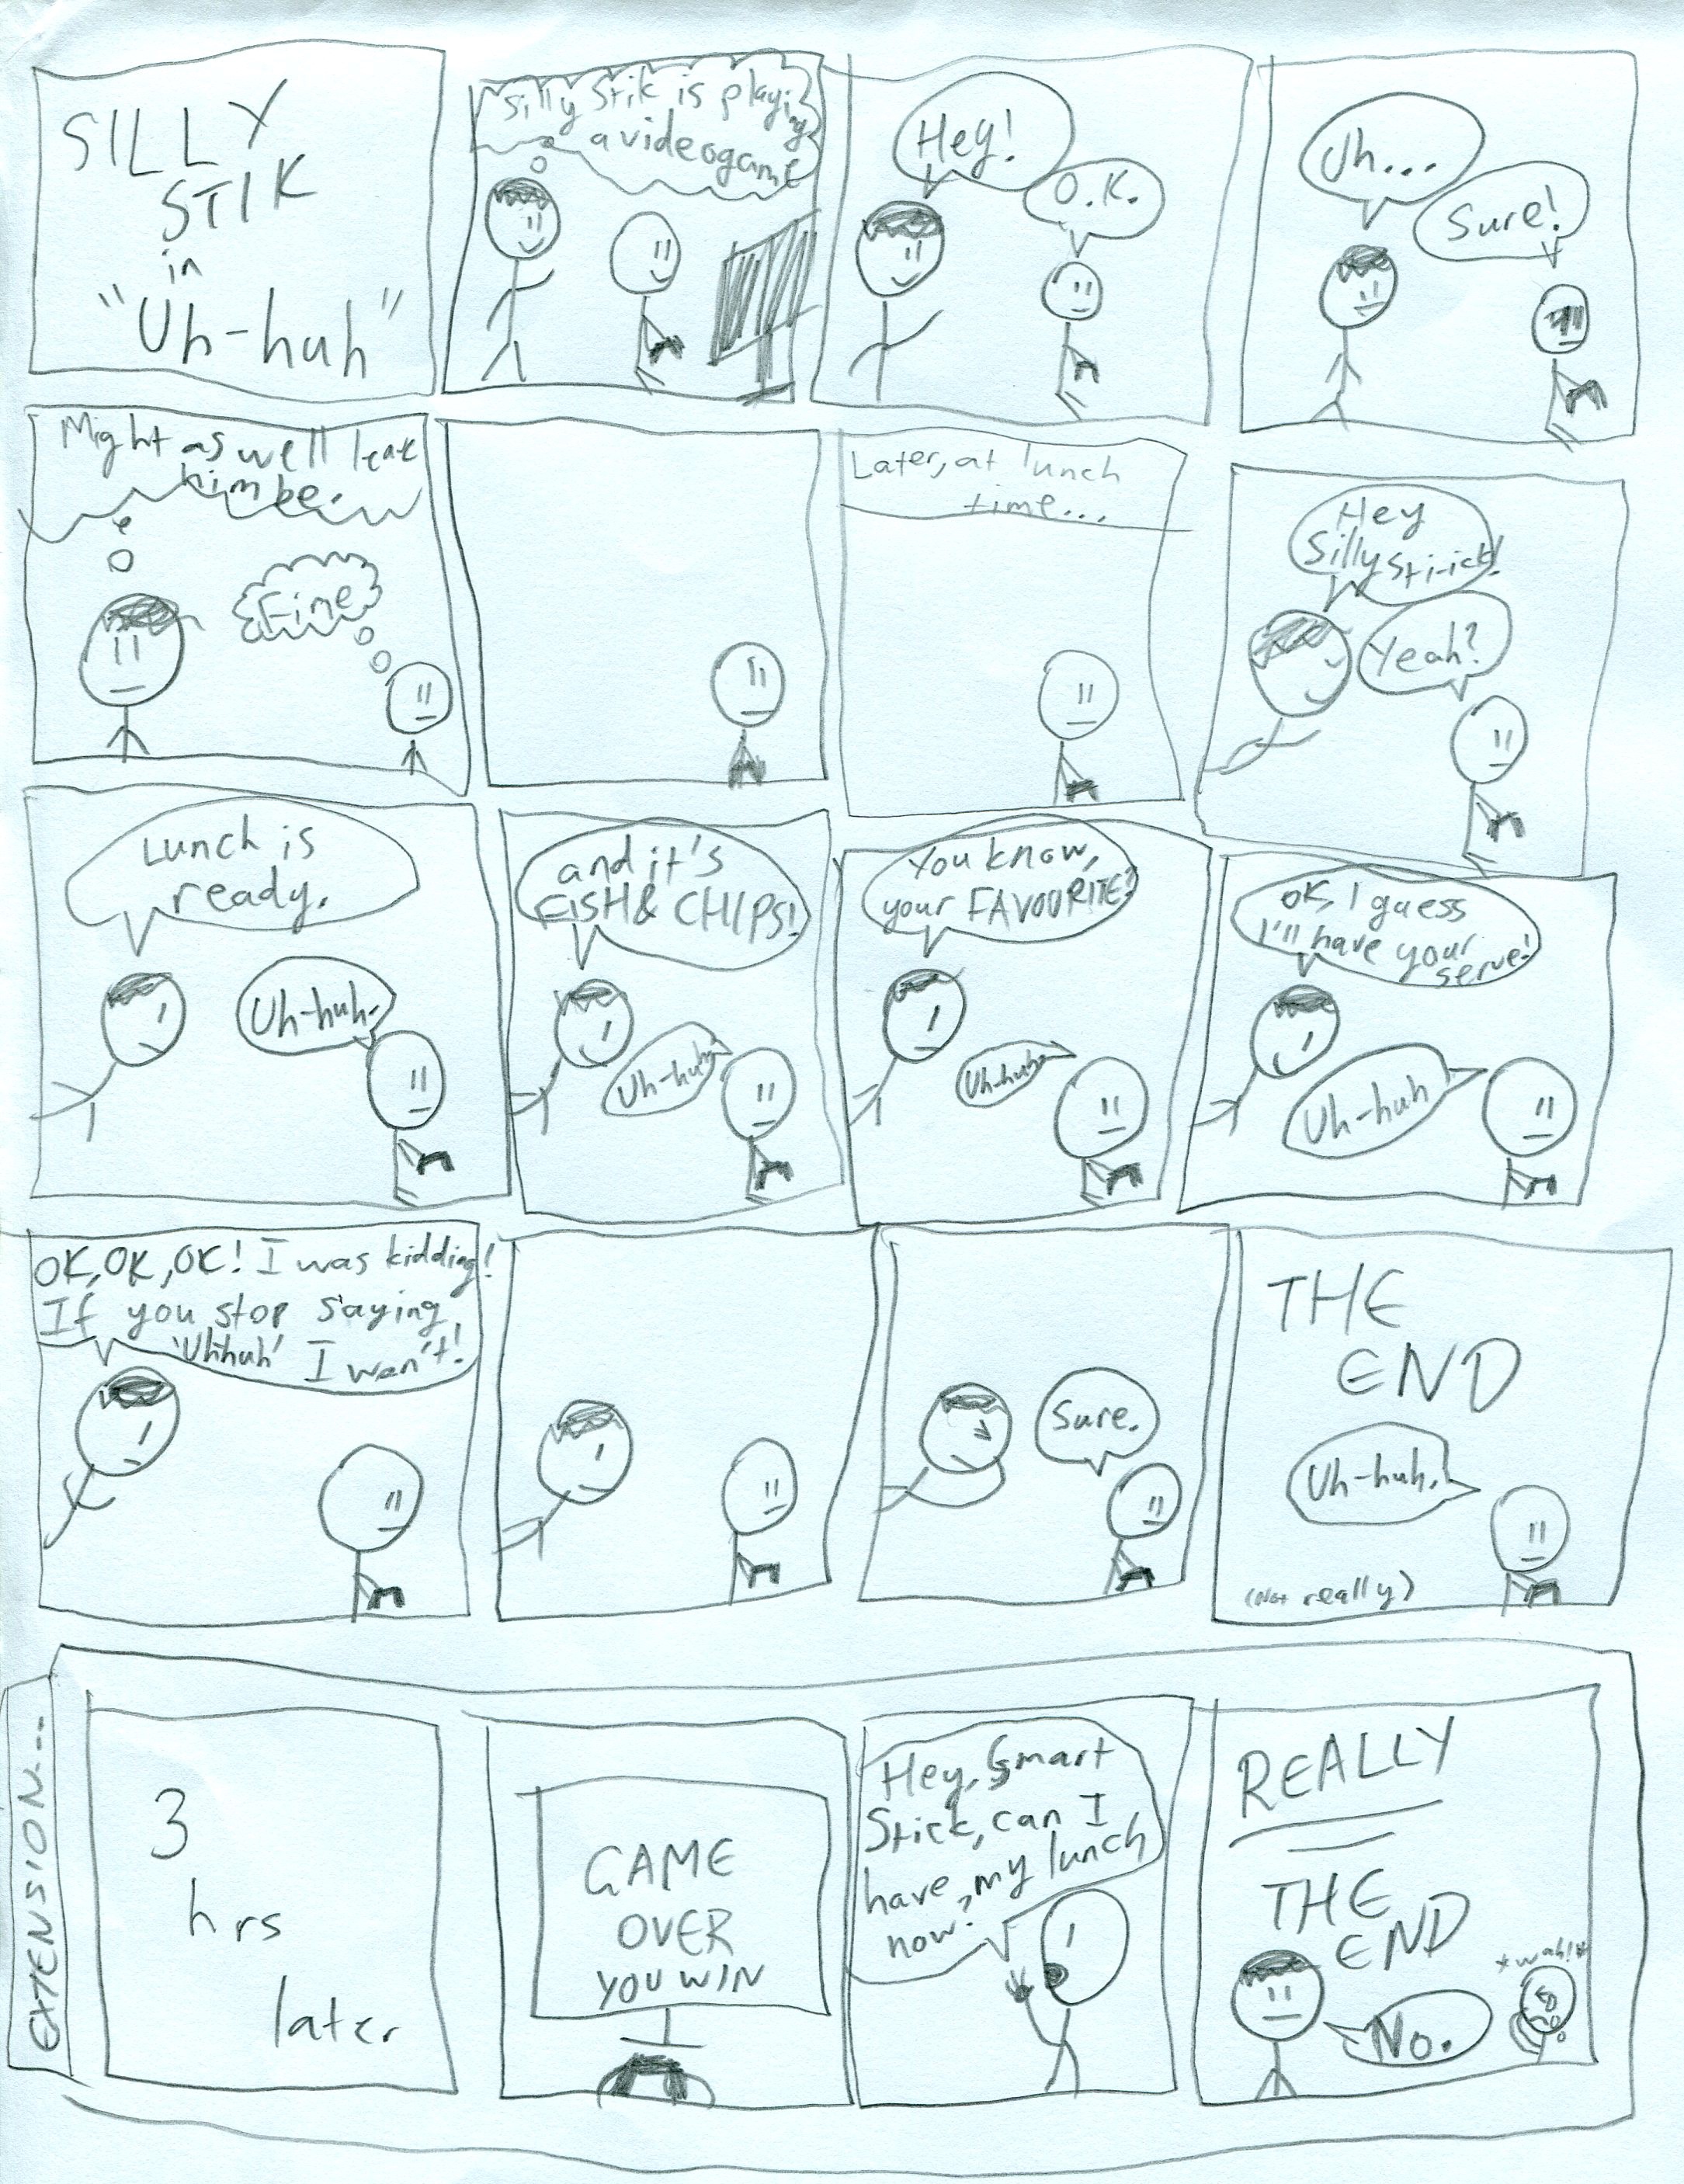 SILLY
STIK
in
"Uh-huh"
Silly Stik is playing
a videogame
Hey!
O.K.
Uh...
Sure!
Might as well leave
him be.
Fine
Later, at lunch
time...
Hey
Silly Sti-ick!
Yeah?
Lunch is
ready.
Uh-huh.
and it's
FISH & CHIPS!
Uh-huh
You know,
your FAVOURITE?
Uh-huh
OK, I guess
I'll have your
serve!
Uh-huh
OK, OK, OK! I was kidding!
If you stop saying
'Uhhuh' I won't!
Sure.
THE
END
Uh-huh.
(Not really)
EXTENSION...
3
hrs
later
GAME
OVER
YOU WIN
Hey, Smart
Stick, can I
have my lunch
now?
REALLY
THE
END
*wah!*
No.